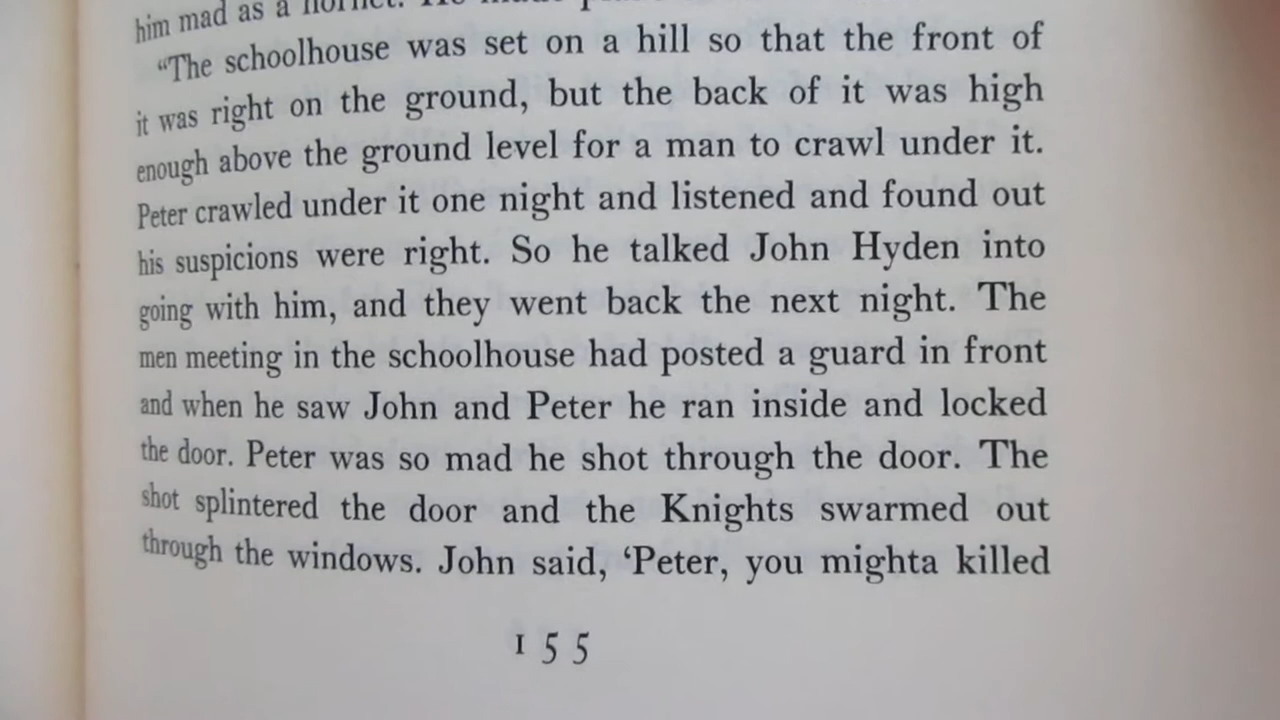 him mad as a hornet. He made
“The schoolhouse was set on a hill so that the front of
it was right on the ground, but the back of it was high
enough above the ground level for a man to crawl under it.
Peter crawled under it one night and listened and found out
his suspicions were right. So he talked John Hyden into
going with him, and they went back the next night. The
men meeting in the schoolhouse had posted a guard in front
and when he saw John and Peter he ran inside and locked
the door. Peter was so mad he shot through the door. The
shot splintered the door and the Knights swarmed out
through the windows. John said, ‘Peter, you mighta killed
155